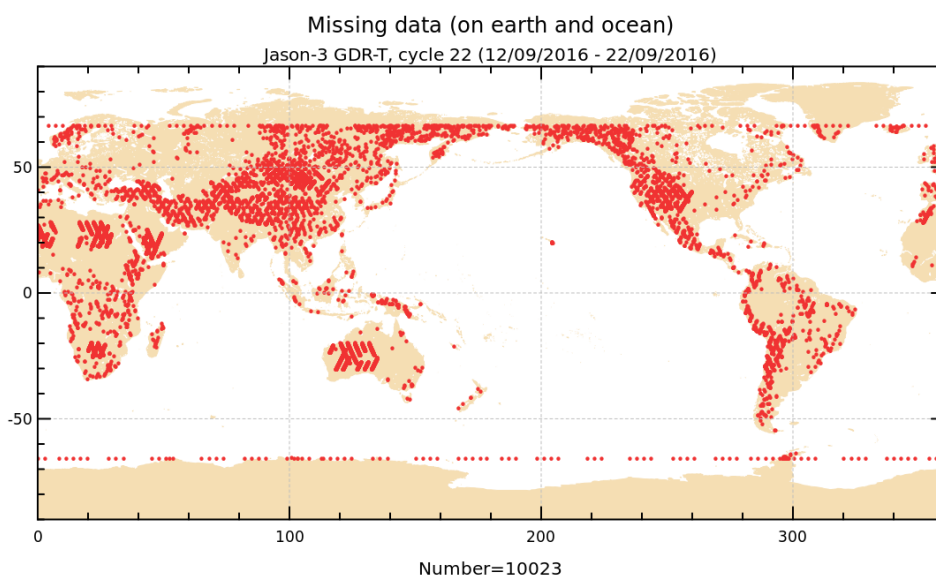 Missing data (on earth and ocean)
Jason-3 GDR-T, cycle 22 (12/09/2016 - 22/09/2016)
50
0
-50
0 100 200 300
Number=10023